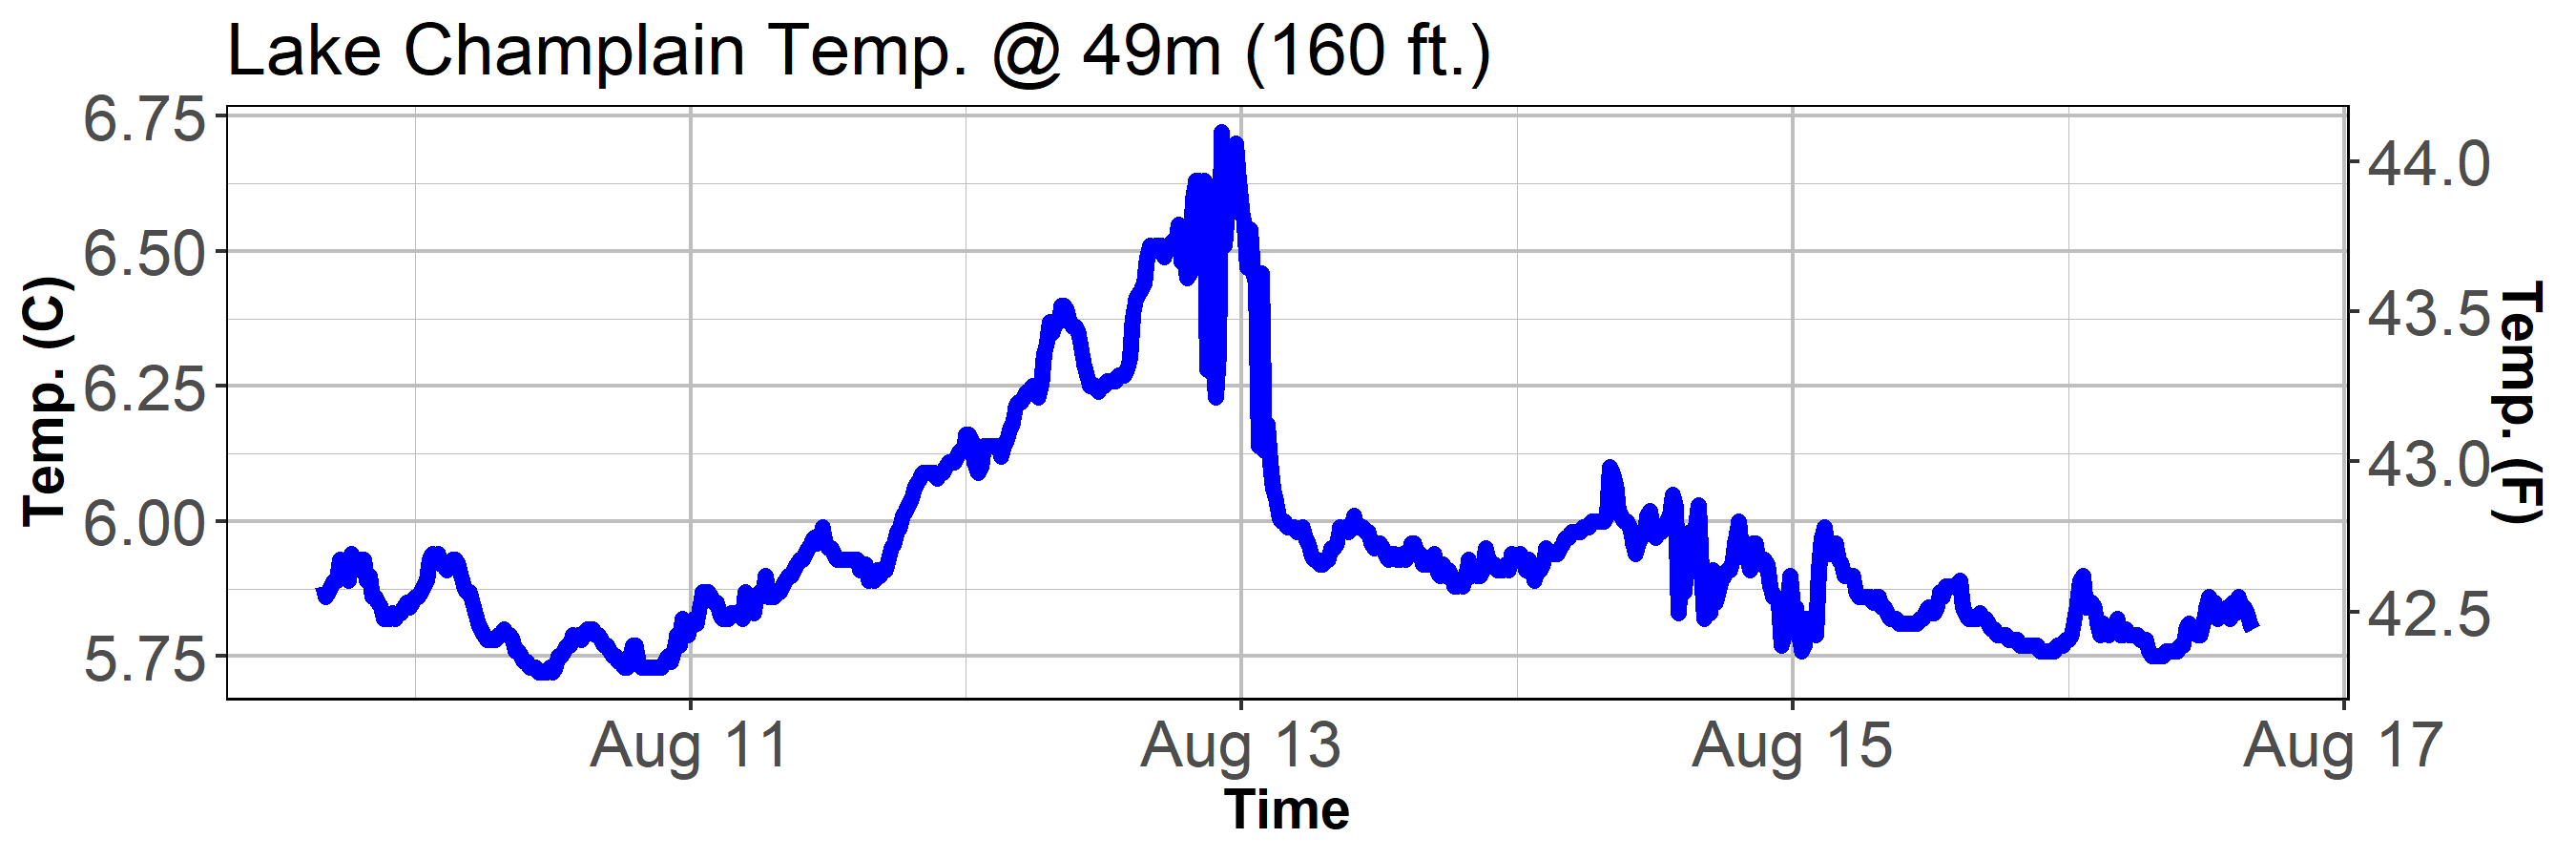 Lake Champlain Temp. @ 49m (160 ft.)
Temp. (C)
6.75
6.50
6.25
6.00
5.75
44.0
43.5
43.0
42.5
Temp. (F)
Aug 11
Aug 13
Aug 15
Aug 17
Time